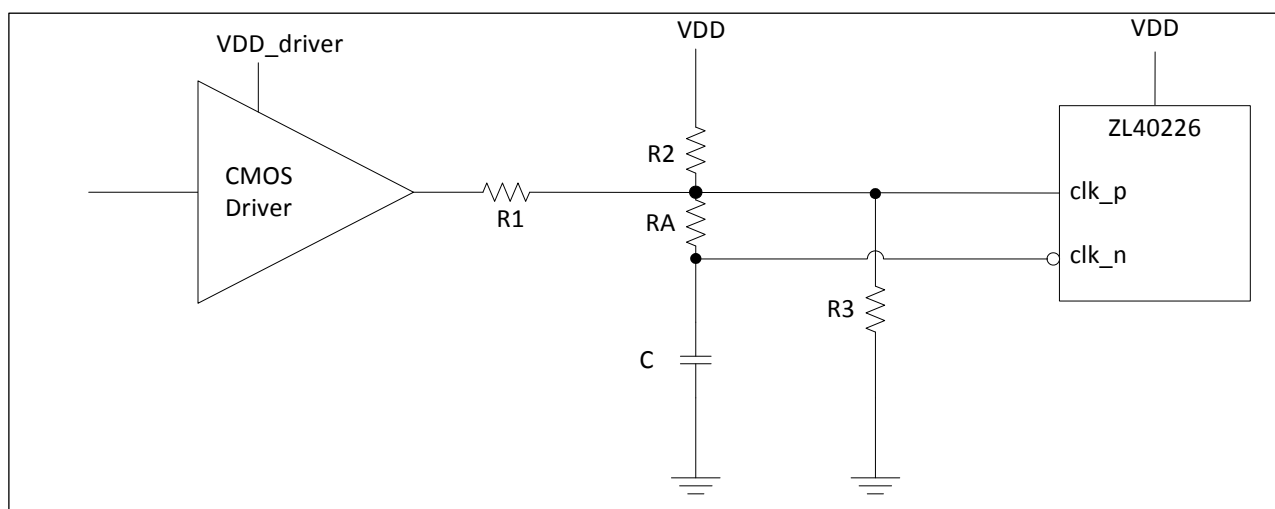 VDD_driver
VDD
VDD
ZL40226
R2
CMOS
Driver
clk_p
R1
RA
clk_n
R3
C